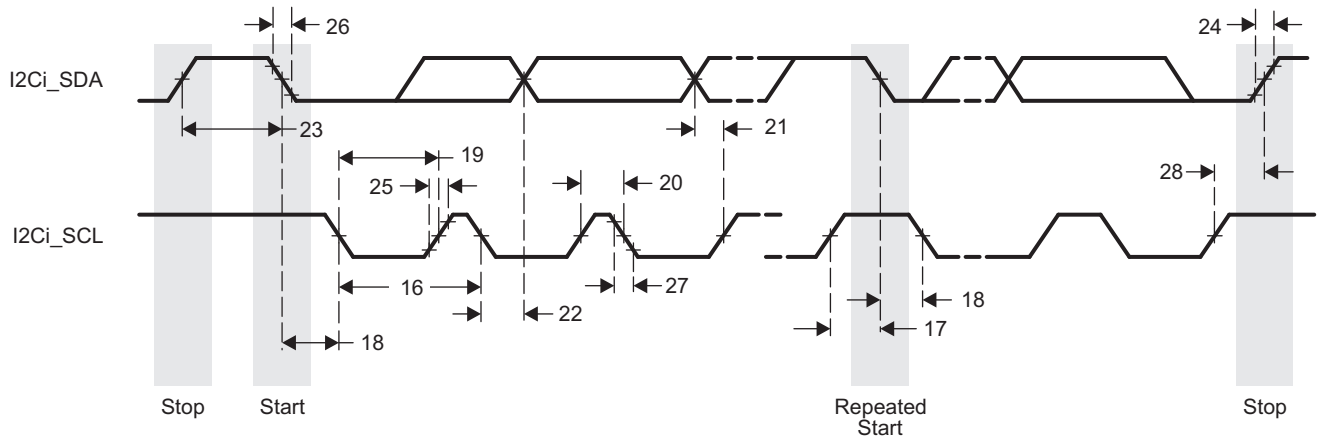 26
24
I2Ci_SDA
23
21
19
25
20
28
I2Ci_SCL
16
27
18
22
17
18
Stop
Start
Repeated
Start
Stop